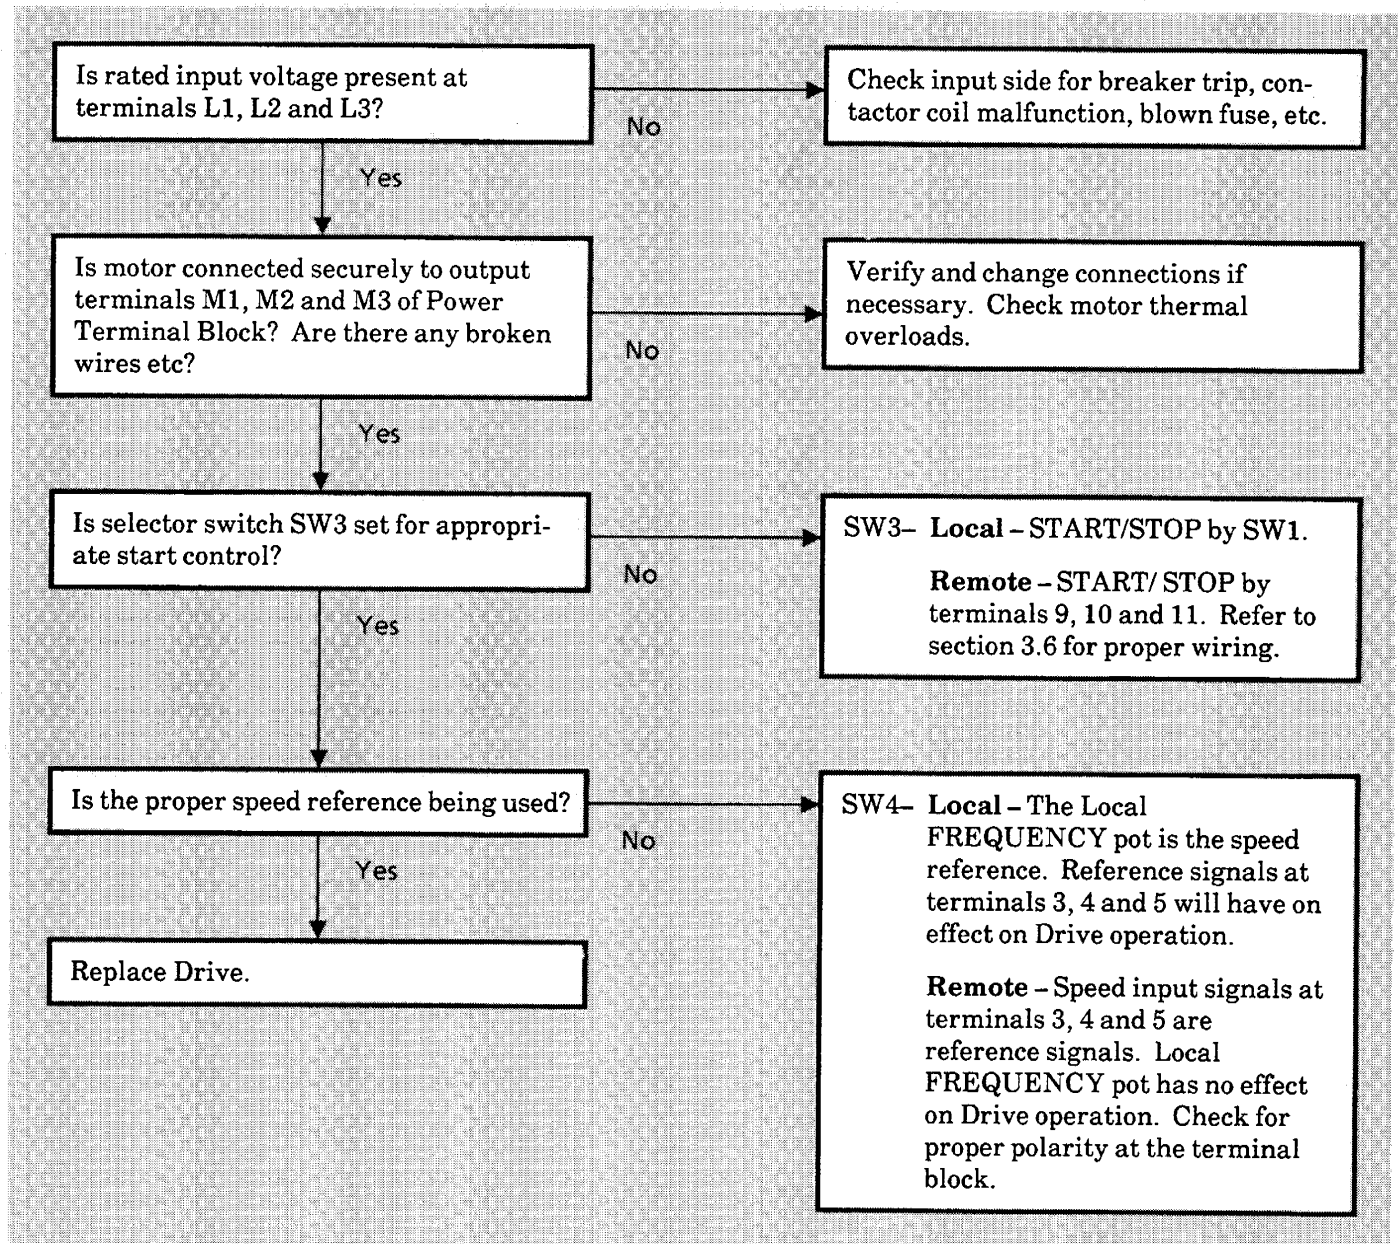 Is rated input voltage present at
terminals L1, L2 and L3?
No
Check input side for breaker trip, con-
tactor coil malfunction, blown fuse, etc.
Yes
Is motor connected securely to output
terminals M1, M2 and M3 of Power
Terminal Block? Are there any broken
wires etc?
No
Verify and change connections if
necessary. Check motor thermal
overloads.
Yes
Is selector switch SW3 set for appropri-
ate start control?
No
SW3– Local – START/STOP by SW1.
Remote – START/ STOP by
terminals 9, 10 and 11. Refer to
section 3.6 for proper wiring.
Yes
Is the proper speed reference being used?
No
SW4– Local – The Local
FREQUENCY pot is the speed
reference. Reference signals at
terminals 3, 4 and 5 will have on
effect on Drive operation.
Remote – Speed input signals at
terminals 3, 4 and 5 are
reference signals. Local
FREQUENCY pot has no effect
on Drive operation. Check for
proper polarity at the terminal
block.
Yes
Replace Drive.